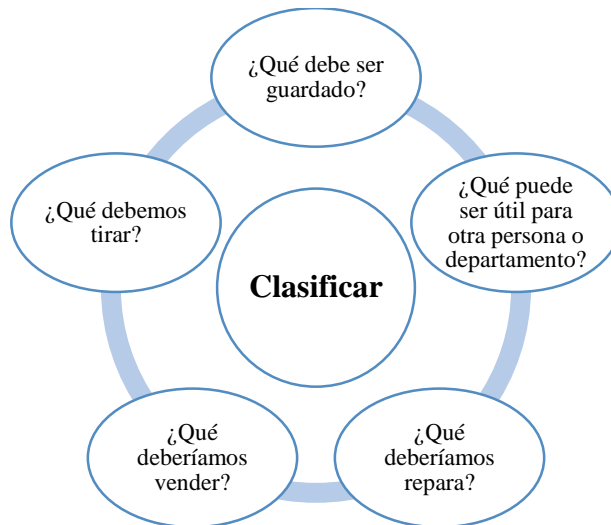 ¿Qué debe ser
guardado?
¿Qué puede
ser útil para
otra persona o
departamento?
¿Qué
deberíamos
repara?
¿Qué
deberíamos
vender?
¿Qué debemos
tirar?
Clasificar